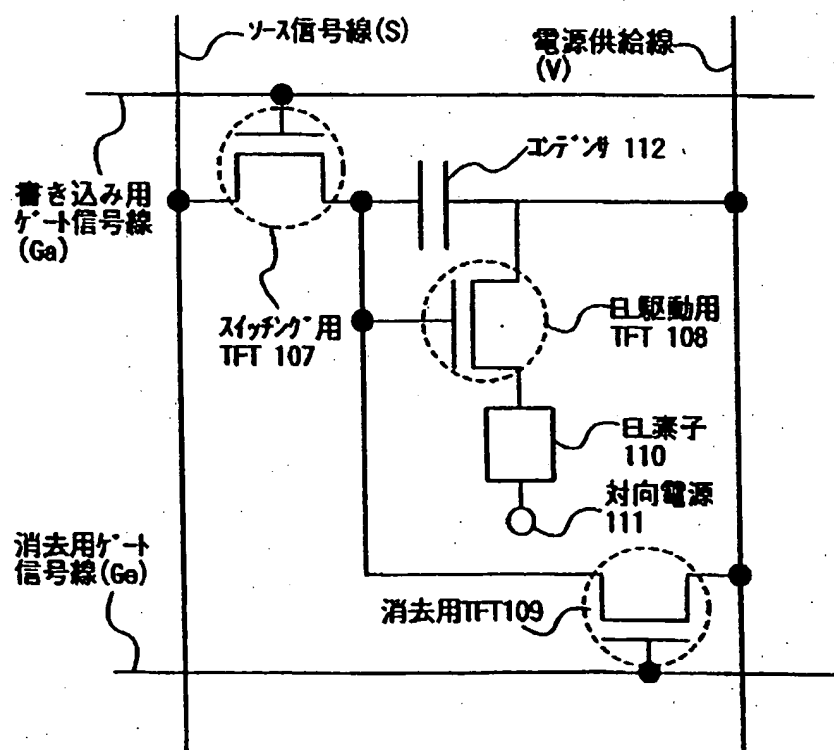 ソース信号線(S)
電源供給線
(V)
コンデンサ 112
書き込み用
ゲート信号線
(Ga)
スイッチング用
TFT 107
EL駆動用
TFT 108
EL素子
110
対向電源
111
消去用ゲート
信号線(Ge)
消去用TFT109